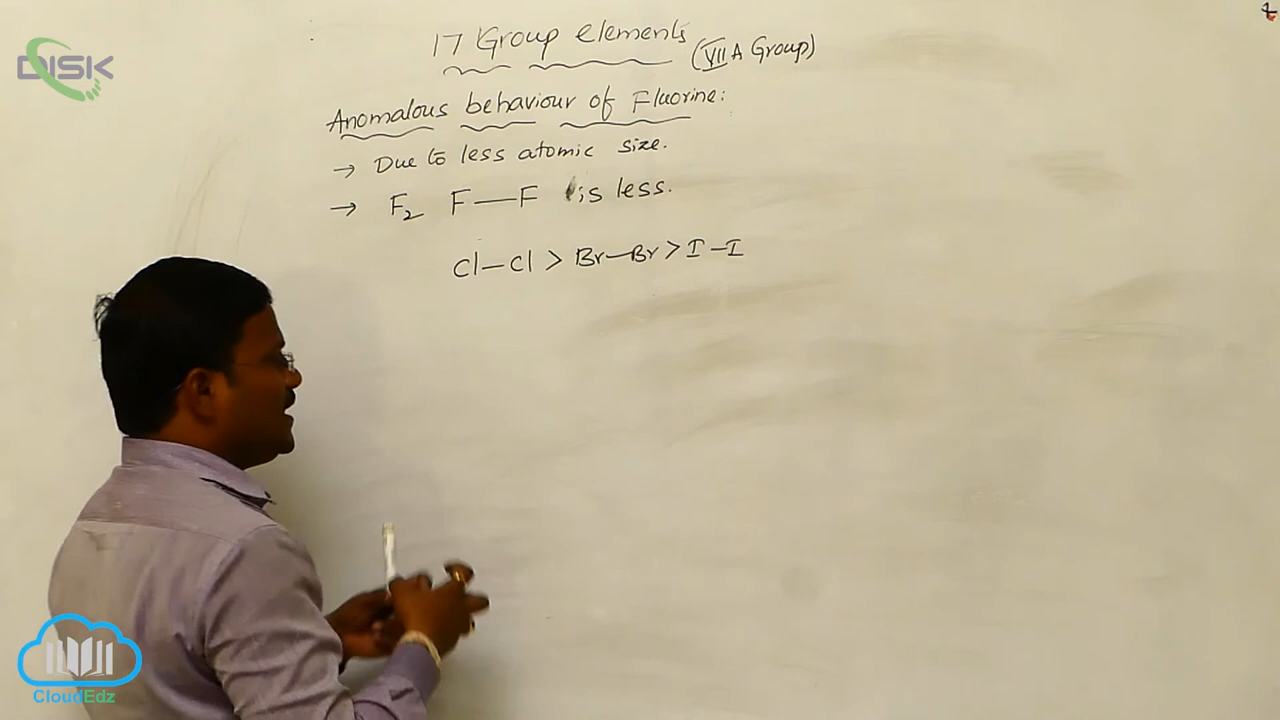 DISK
17 Group elements
(VII A Group)
Anomalous behaviour of Fluorine:
→ Due to less atomic size.
→ F₂ F—F is less.
Cl—Cl > Br—Br > I—I
CloudEdz